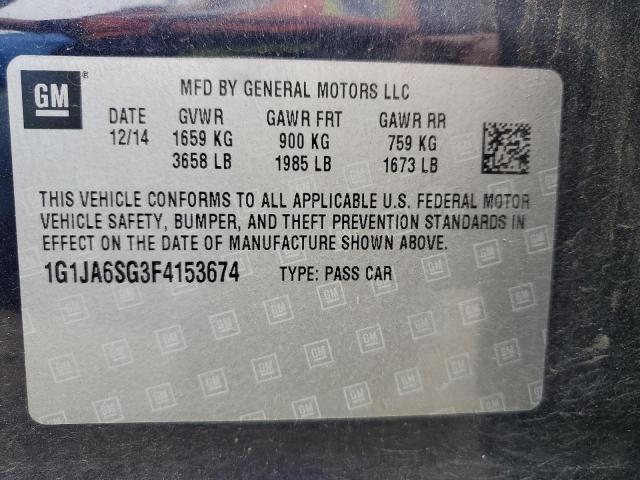 GM ®
MFD BY GENERAL MOTORS LLC
DATE GVWR GAWR FRT GAWR RR
12/14 1659 KG 900 KG 759 KG
3658 LB 1985 LB 1673 LB
THIS VEHICLE CONFORMS TO ALL APPLICABLE U.S. FEDERAL MOTOR
VEHICLE SAFETY, BUMPER, AND THEFT PREVENTION STANDARDS IN
EFFECT ON THE DATE OF MANUFACTURE SHOWN ABOVE.
1G1JA6SG3F4153674 TYPE: PASS CAR